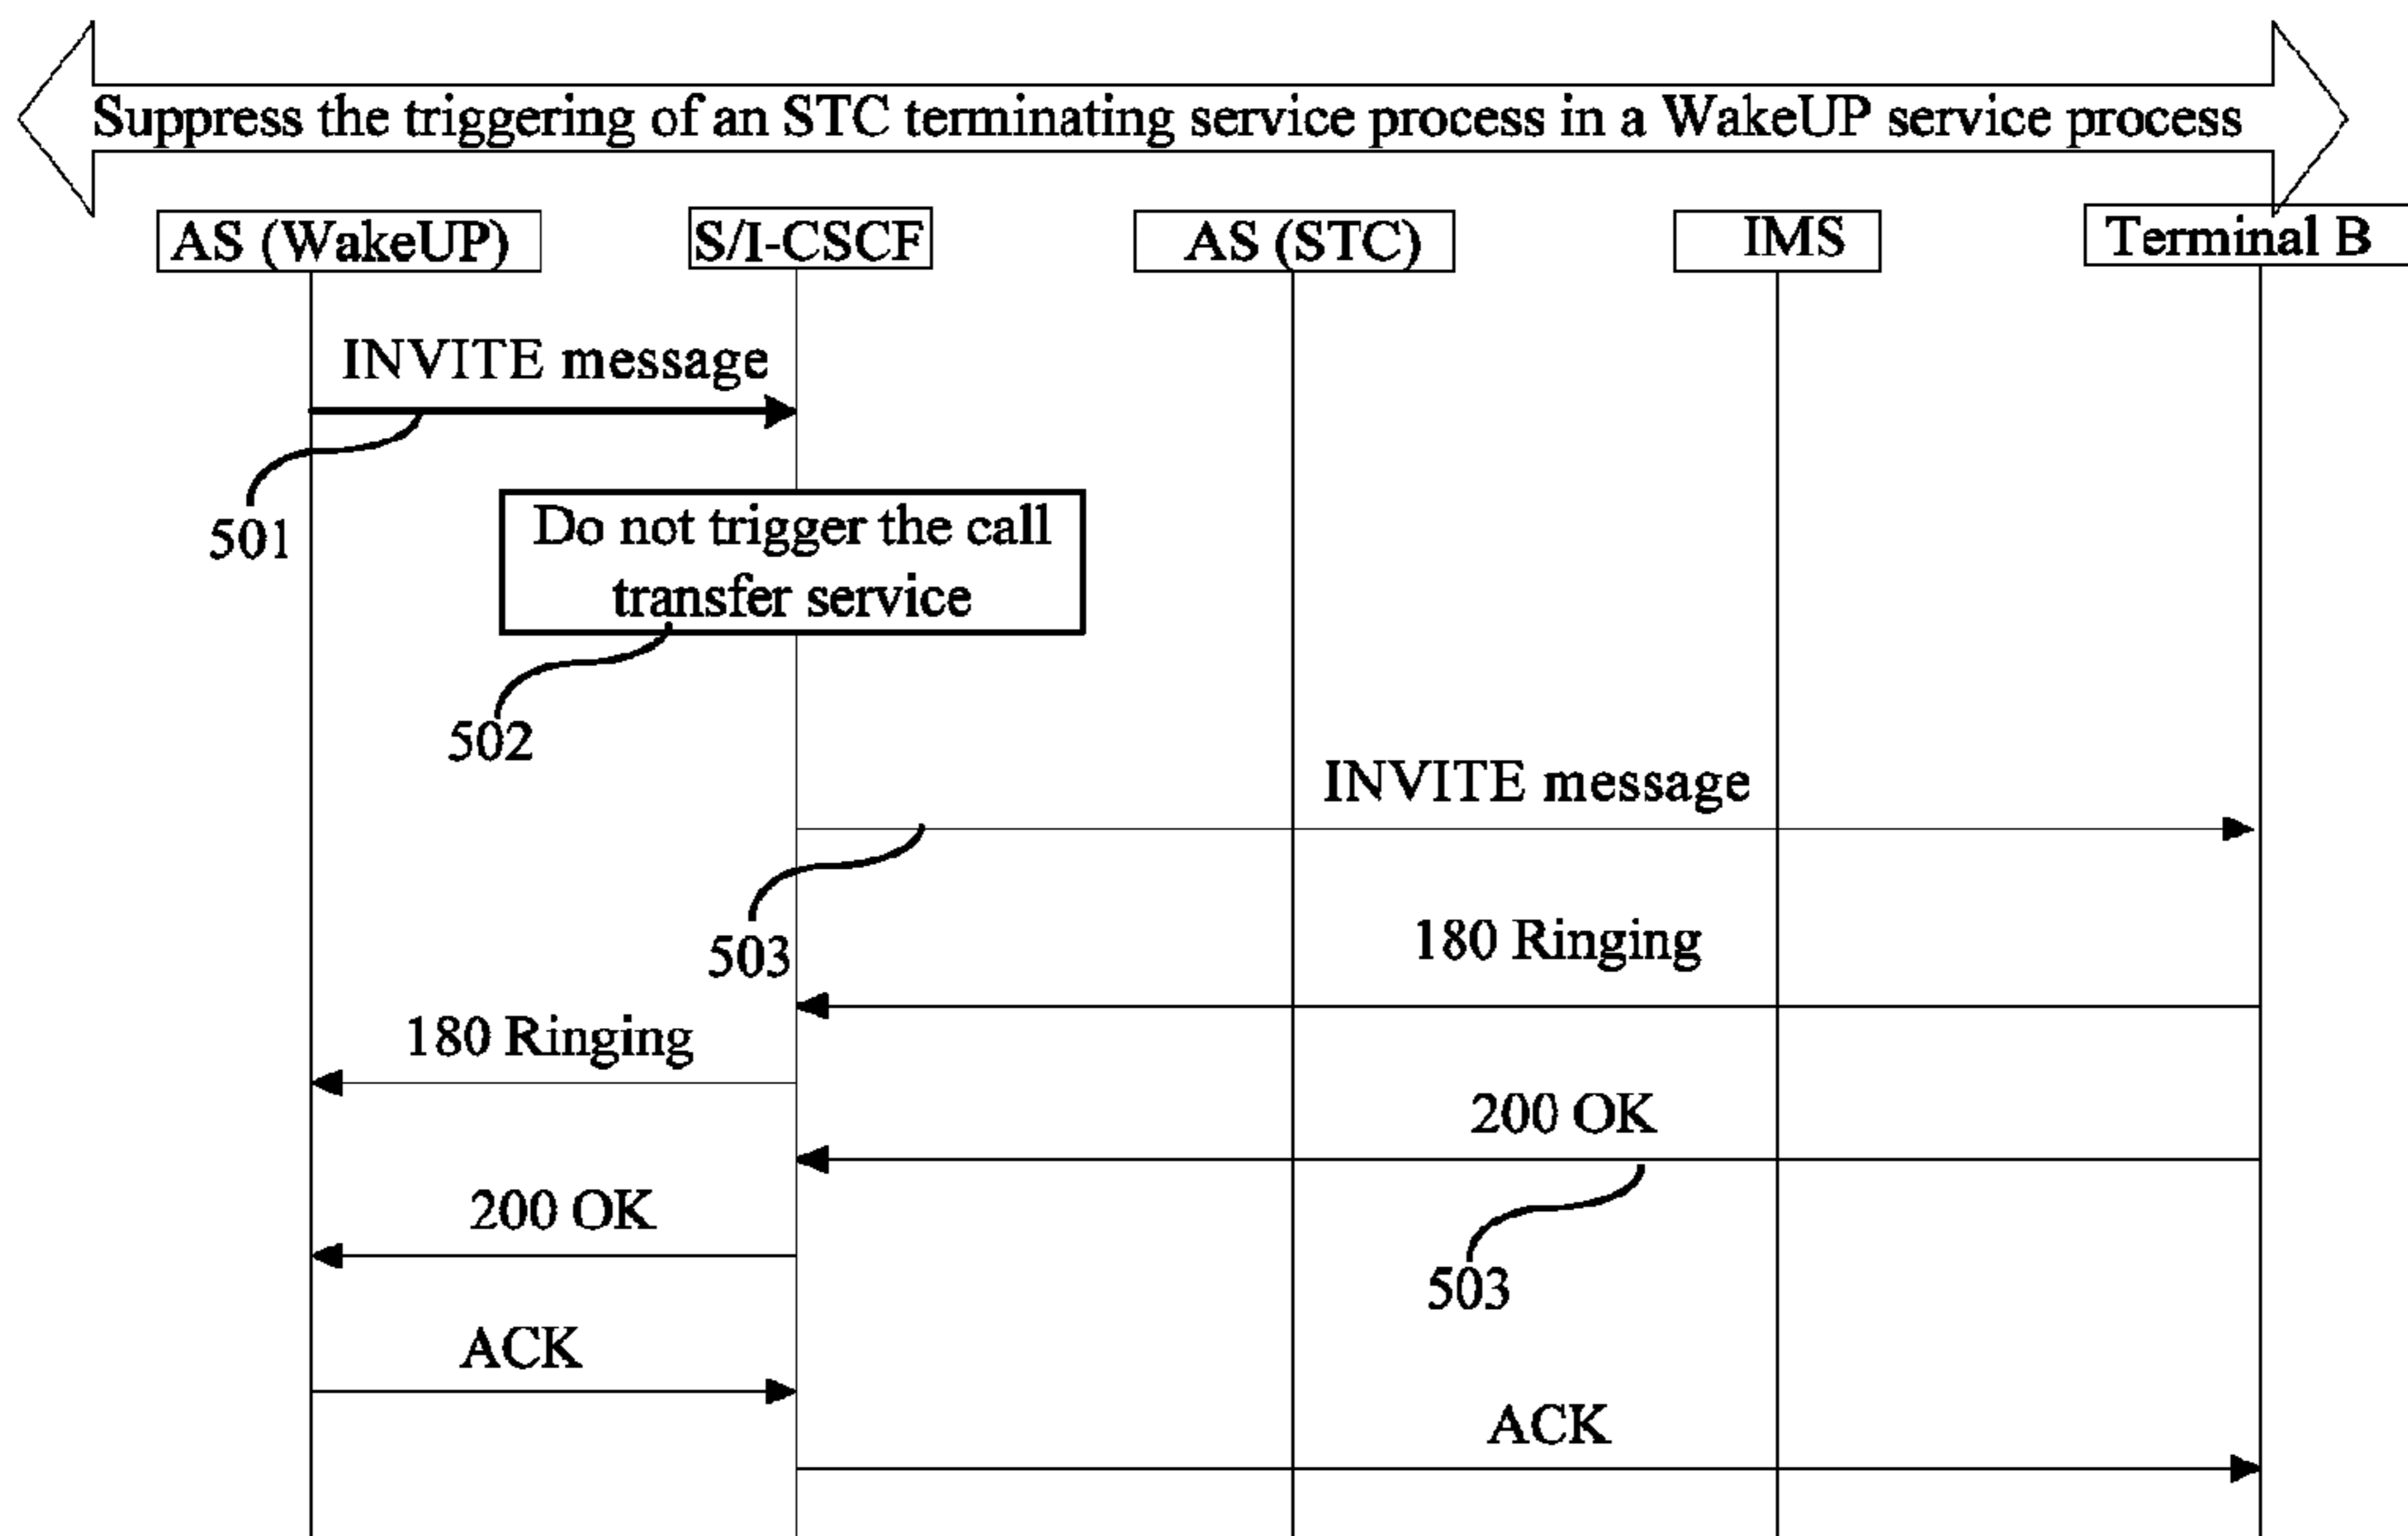 Suppress the triggering of an STC terminating service process in a WakeUP service process
AS (WakeUP)
S/I-CSCF
AS (STC)
IMS
Terminal B
INVITE message
501
Do not trigger the call
transfer service
502
INVITE message
503
180 Ringing
180 Ringing
200 OK
503
200 OK
ACK
ACK